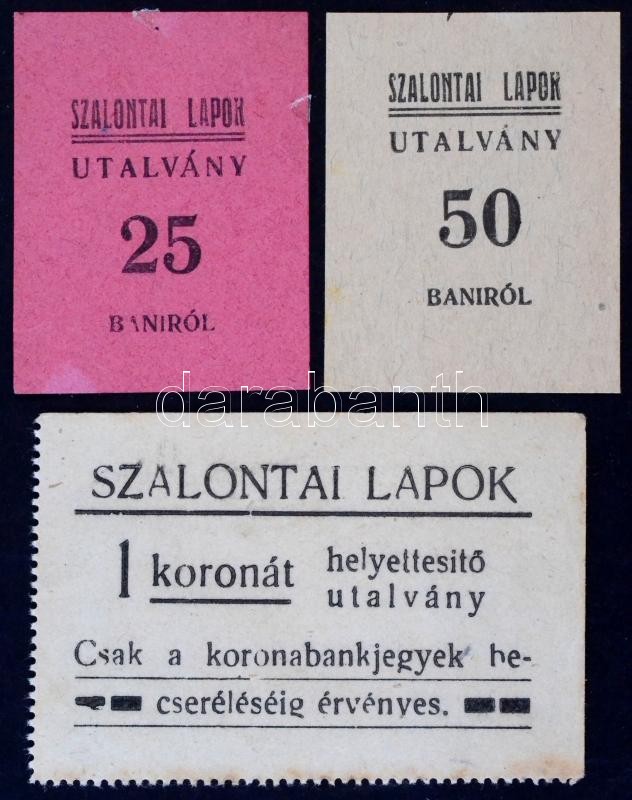 SZALONTAI LAPOK
UTALVÁNY
25
BANIRÓL
SZALONTAI LAPOK
UTALVÁNY
50
BANIRÓL
darabanth
SZALONTAI LAPOK
1 koronát helyettesitő
utalvány
Csak a koronabankjegyek be-
cseréléséig érvényes.